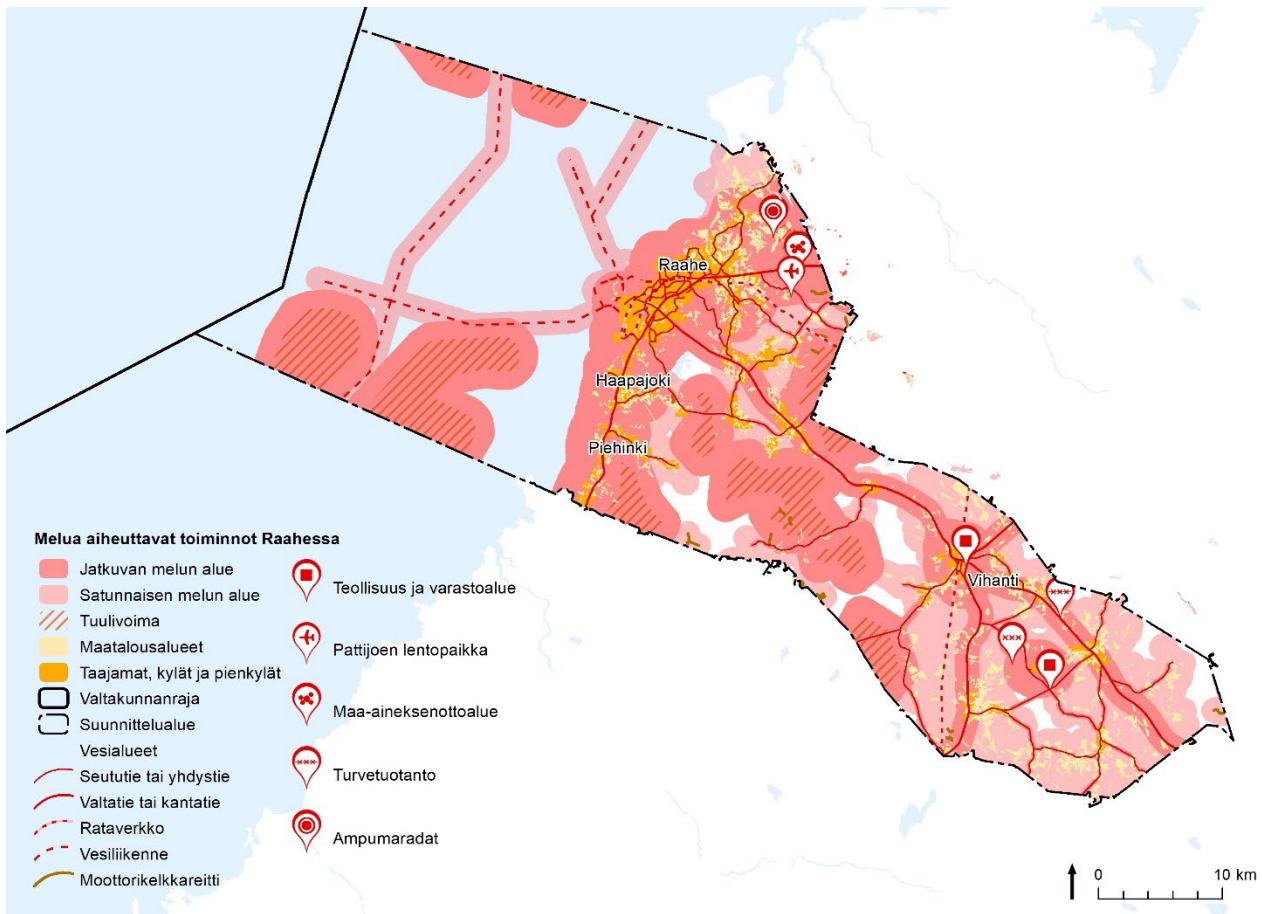 Raahe
Haapajoki
Piehinki
Vihanti
Melua aiheuttavat toiminnot Raahessa
Jatkuvan melun alue
Satunnaisen melun alue
Tuulivoima
Maatalousalueet
Taajamat, kylät ja pienkylät
Valtakunnanraja
Suunnittelualue
Vesialueet
Seututie tai yhdystie
Valtatie tai kantatie
Rataverkko
Vesiliikenne
Moottorikelkkareitti
Teollisuus ja varastoalue
Pattijoen lentopaikka
Maa-aineksenottoalue
Turvetuotanto
Ampumaradat
0 10 km